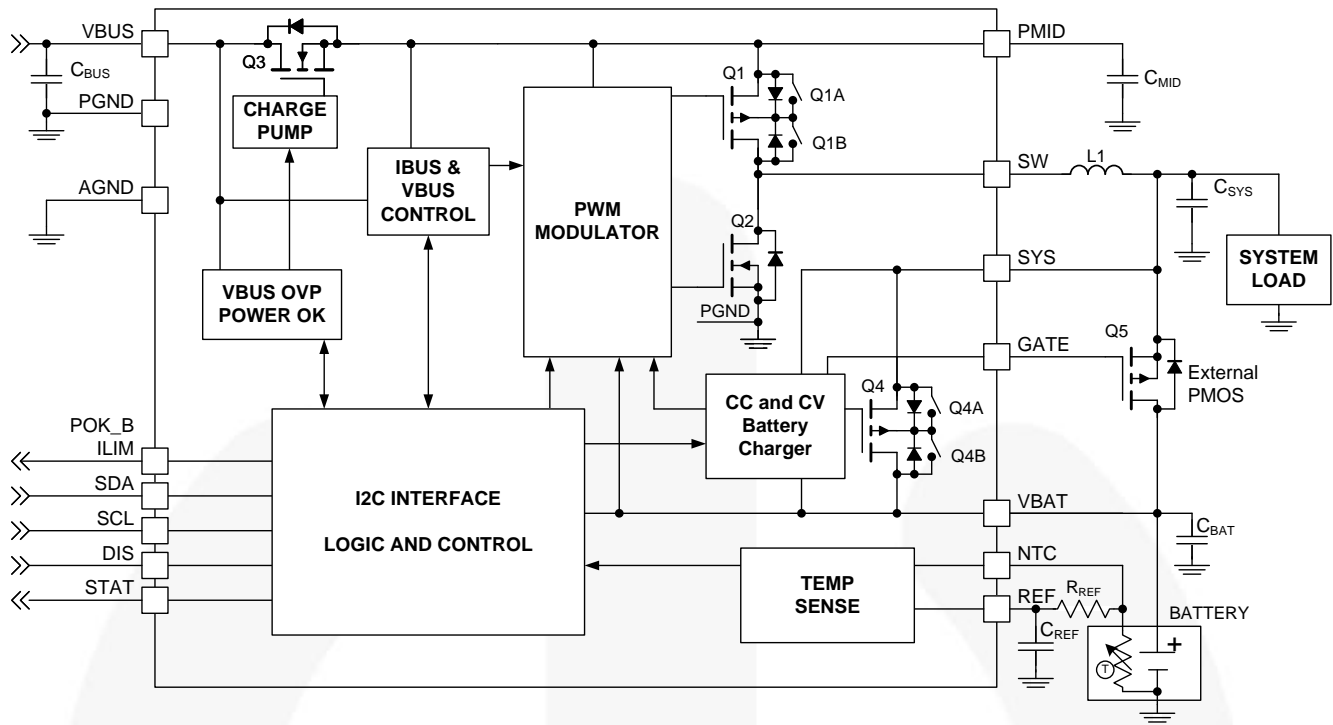 VBUS
PMID
Q3
Q1
Q1A
Q1B
CBUS
CMID
PGND
CHARGE
PUMP
IBUS &
VBUS
CONTROL
PWM
MODULATOR
SW
L1
CSYS
AGND
Q2
SYS
SYSTEM
LOAD
VBUS OVP
POWER OK
PGND
GATE
Q5
External
PMOS
CC and CV
Battery
Charger
Q4
Q4A
Q4B
POK_B
ILIM
SDA
SCL
DIS
STAT
I2C INTERFACE
LOGIC AND CONTROL
VBAT
CBAT
NTC
TEMP
SENSE
REF
RREF
CREF
BATTERY
+
T